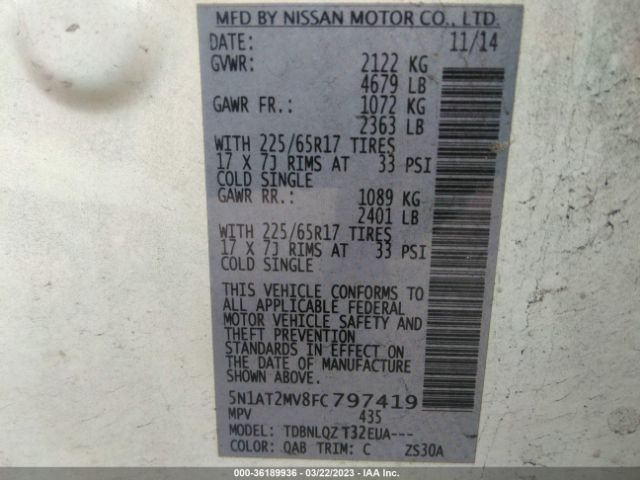 MFD BY NISSAN MOTOR CO., LTD.
DATE: 11/14
GVWR: 2122 KG
4679 LB
GAWR FR.: 1072 KG
2363 LB
WITH 225/65R17 TIRES
17 X 7J RIMS AT 33 PSI
COLD SINGLE
GAWR RR.: 1089 KG
2401 LB
WITH 225/65R17 TIRES
17 X 7J RIMS AT 33 PSI
COLD SINGLE
THIS VEHICLE CONFORMS TO
ALL APPLICABLE FEDERAL
MOTOR VEHICLE SAFETY AND
THEFT PREVENTION
STANDARDS IN EFFECT ON
THE DATE OF MANUFACTURE
SHOWN ABOVE.
5N1AT2MV8FC797419
MPV 435
MODEL: TDBNLQZ T32EUA---
COLOR: QAB TRIM: C ZS30A
000-36189936 - 03/22/2023 - IAA Inc.